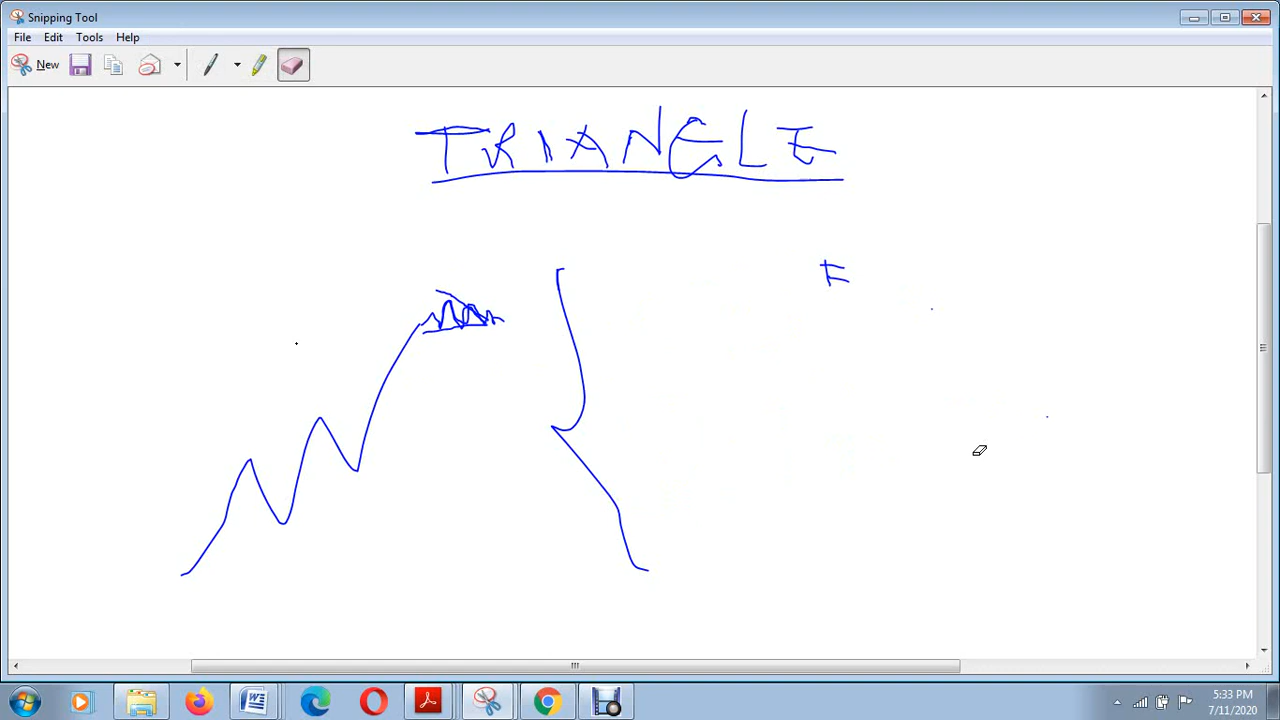 Snipping Tool
File Edit Tools Help
New
TRIANGLE
F
5:33 PM
7/11/2020